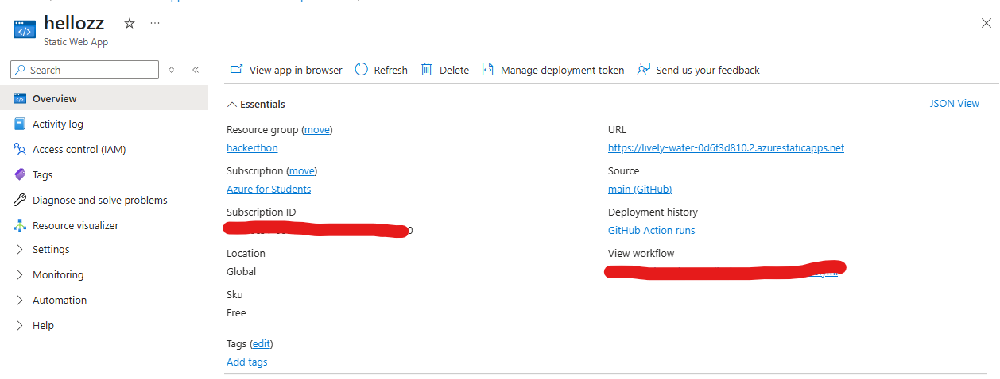 hellozz
Static Web App
Search
Overview
Activity log
Access control (IAM)
Tags
Diagnose and solve problems
Resource visualizer
Settings
Monitoring
Automation
Help
View app in browser
Refresh
Delete
Manage deployment token
Send us your feedback
Essentials
JSON View
Resource group (move)
hackerthon
Subscription (move)
Azure for Students
Subscription ID
0
Location
Global
Sku
Free
Tags (edit)
Add tags
URL
https://lively-water-0d6f3d810.2.azurestaticapps.net
Source
main (GitHub)
Deployment history
GitHub Action runs
View workflow